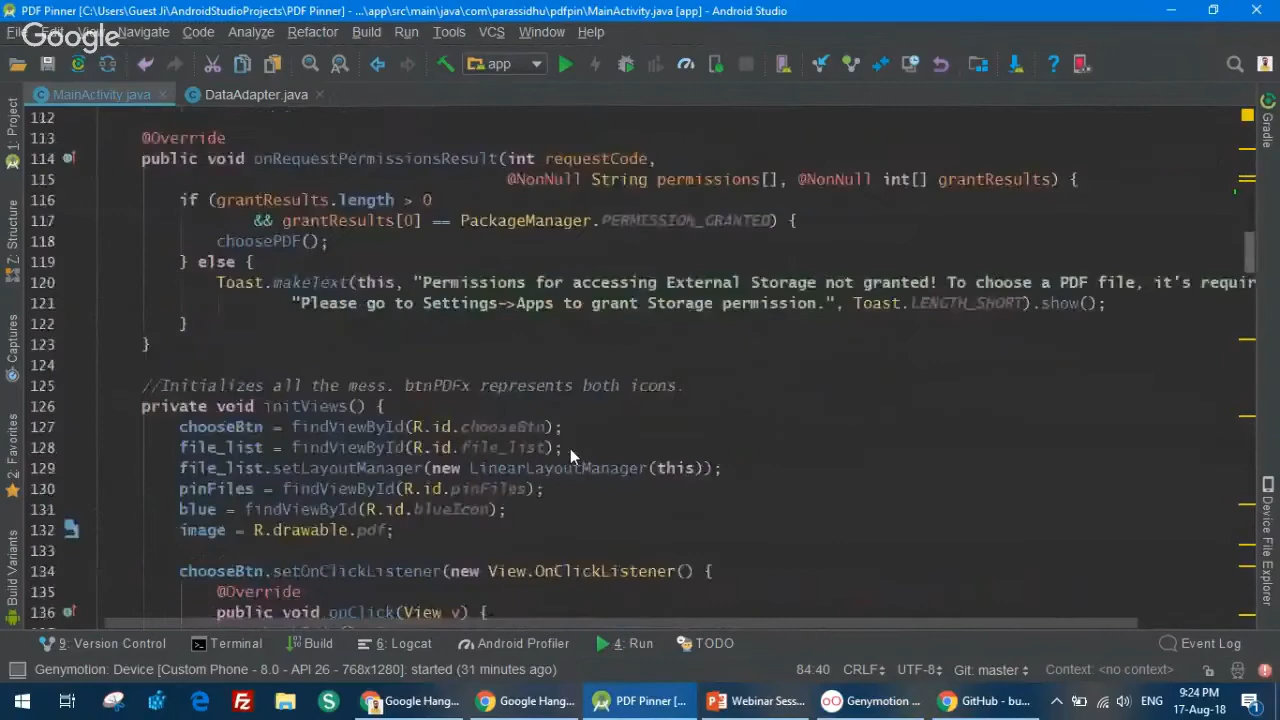 PDF Pinner [C:\Users\Guest Ji\AndroidStudioProjects\PDF Pinner] - ...\app\src\main\java\com\parassidhu\pdfpin\MainActivity.java [app] - Android Studio
Google
Code Analyze Refactor Build Run Tools VCS Window Help
app
MainActivity.java DataAdapter.java
112
113 @Override
114 public void onRequestPermissionsResult(int requestCode,
115 @NonNull String permissions[], @NonNull int[] grantResults) {
116 if (grantResults.length > 0
117 && grantResults[0] == PackageManager.PERMISSION_GRANTED) {
118 choosePDF();
119 } else {
120 Toast.makeText(this, "Permissions for accessing External Storage not granted! To choose a PDF file, it's requir
121 "Please go to Settings->Apps to grant Storage permission.", Toast.LENGTH_SHORT).show();
122 }
123 }
124
125 //Initializes all the mess. btnPDFx represents both icons.
126 private void initViews() {
127 chooseBtn = findViewById(R.id.chooseBtn);
128 file_list = findViewById(R.id.file_list);
129 file_list.setLayoutManager(new LinearLayoutManager(this));
130 pinFiles = findViewById(R.id.pinFiles);
131 blue = findViewById(R.id.blueIcon);
132 image = R.drawable.pdf;
133
134 chooseBtn.setOnClickListener(new View.OnClickListener() {
135 @Override
136 public void onClick(View v) {
1: Project
7: Structure
Captures
2: Favorites
Build Variants
Gradle
Device File Explorer
9: Version Control Terminal Build 6: Logcat Android Profiler 4: Run TODO Event Log
Genymotion: Device [Custom Phone - 8.0 - API 26 - 768x1280]: started (31 minutes ago) 84:40 CRLF UTF-8 Git: master Context: <no context>
Google Hang... Google Hang... PDF Pinner [... Webinar Sess... Genymotion ... GitHub - bu... ENG 9:24 PM
17-Aug-18